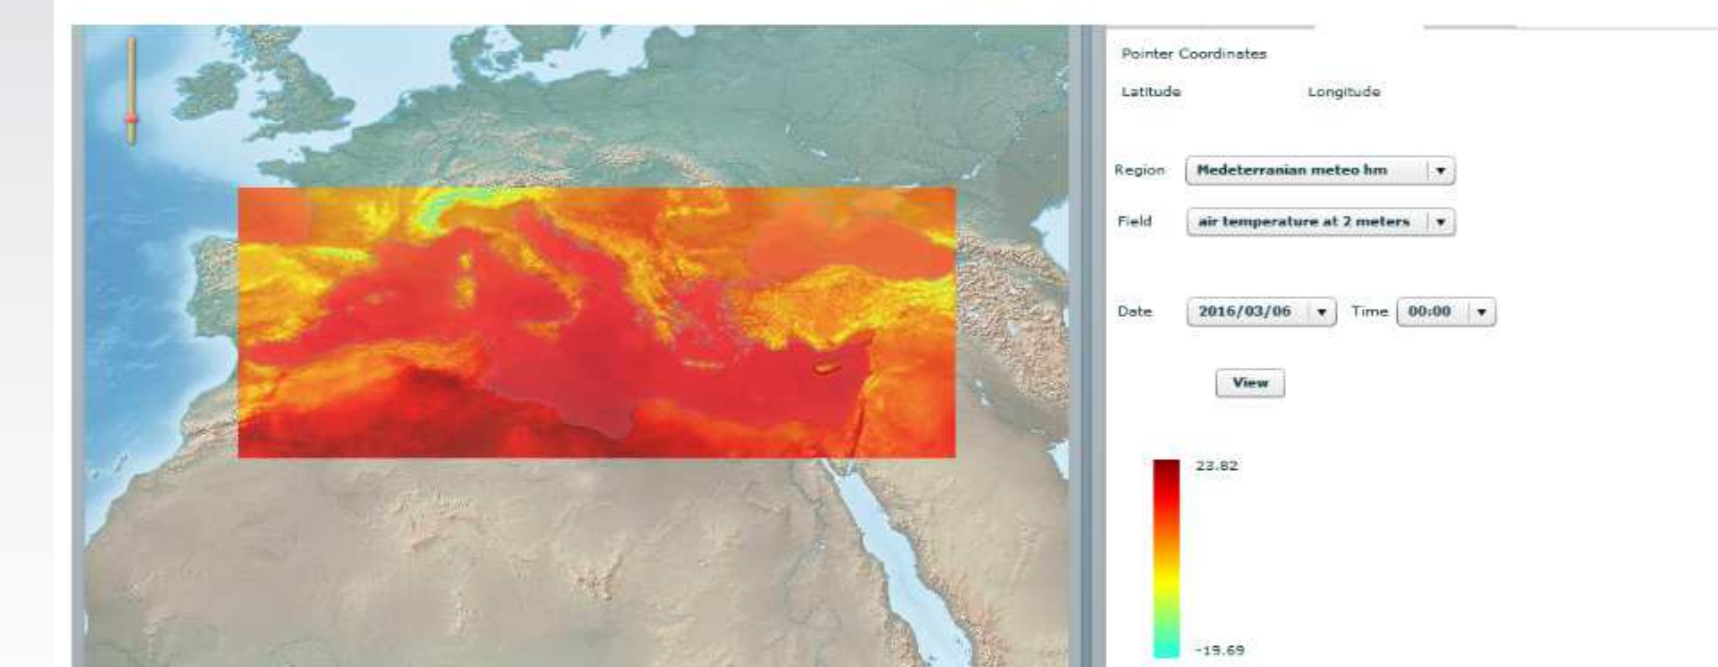 Pointer Coordinates
Latitude Longitude
Region Medeterranian meteo hm
Field air temperature at 2 meters
Date 2016/03/06 Time 00:00
View
23.82
-19.69